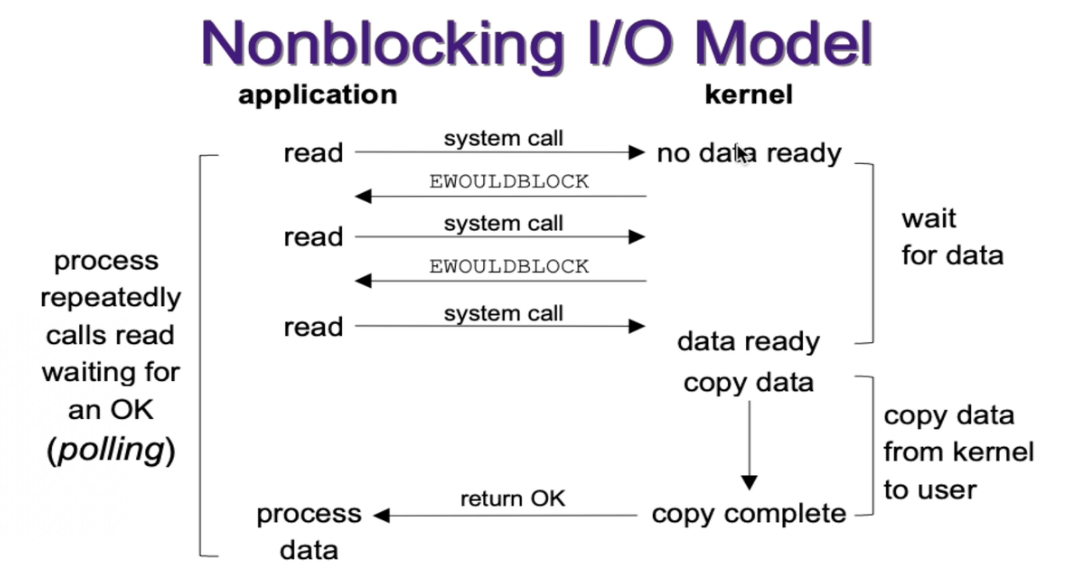 Nonblocking I/O Model
application
kernel
read
system call
no data ready
EWOULDBLOCK
read
system call
EWOULDBLOCK
read
system call
data ready
copy data
return OK
process
data
copy complete
process
repeatedly
calls read
waiting for
an OK
(polling)
wait
for data
copy data
from kernel
to user